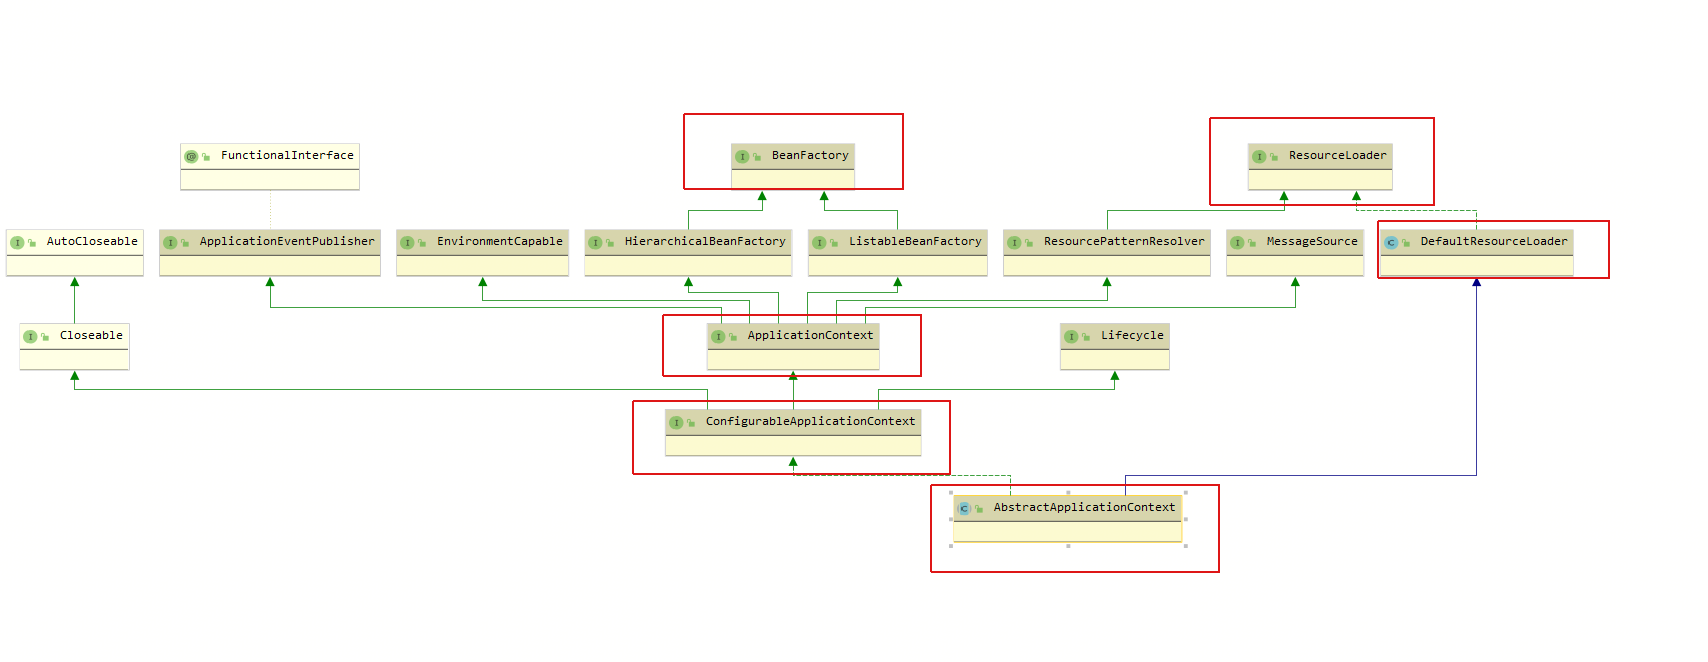 FunctionalInterface
BeanFactory
ResourceLoader
AutoCloseable
ApplicationEventPublisher
EnvironmentCapable
HierarchicalBeanFactory
ListableBeanFactory
ResourcePatternResolver
MessageSource
DefaultResourceLoader
Closeable
ApplicationContext
Lifecycle
ConfigurableApplicationContext
AbstractApplicationContext